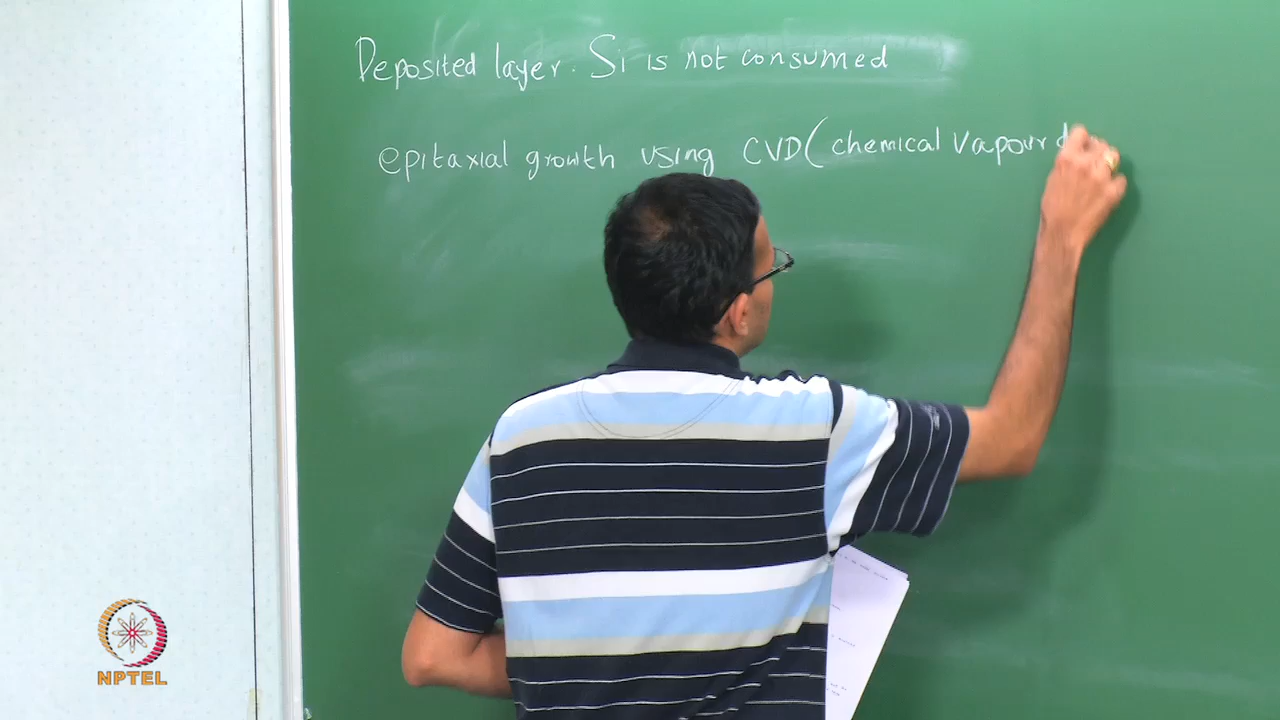 Deposited layer. Si is not consumed
epitaxial growth using CVD (chemical vapour d
NPTEL